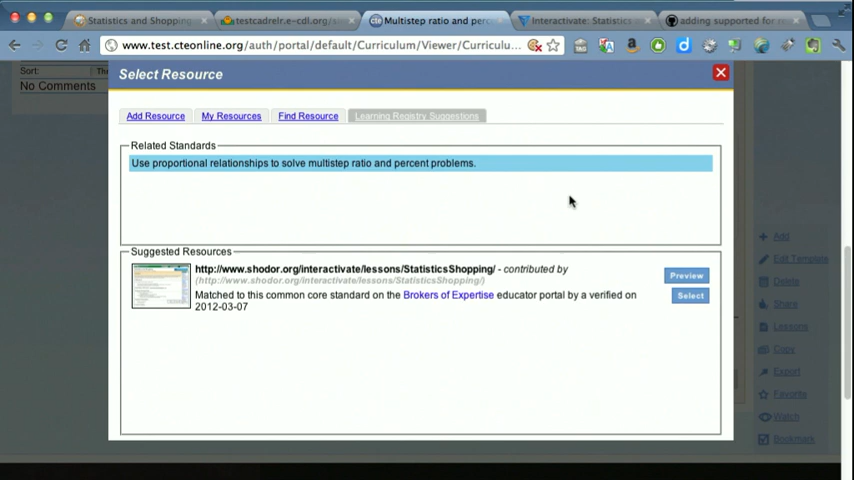 Statistics and Shopping
testcadrelr.e-cdl.org/s
Multistep ratio and perc
Interactivate: Statistics
adding supported for
www.test.cteonline.org/auth/portal/default/Curriculum/Viewer/Curriculu...
Sort: The
No Comments
Select Resource
Add Resource
My Resources
Find Resource
Learning Registry Suggestions
Related Standards
Use proportional relationships to solve multistep ratio and percent problems.
Suggested Resources
http://www.shodor.org/interactivate/lessons/StatisticsShopping/ - contributed by
(http://www.shodor.org/interactivate/lessons/StatisticsShopping/)
Matched to this common core standard on the Brokers of Expertise educator portal by a verified on
2012-03-07
Preview
Select
Add
Edit Template
Delete
Share
Lessons
Copy
Export
Favorite
Watch
Bookmark